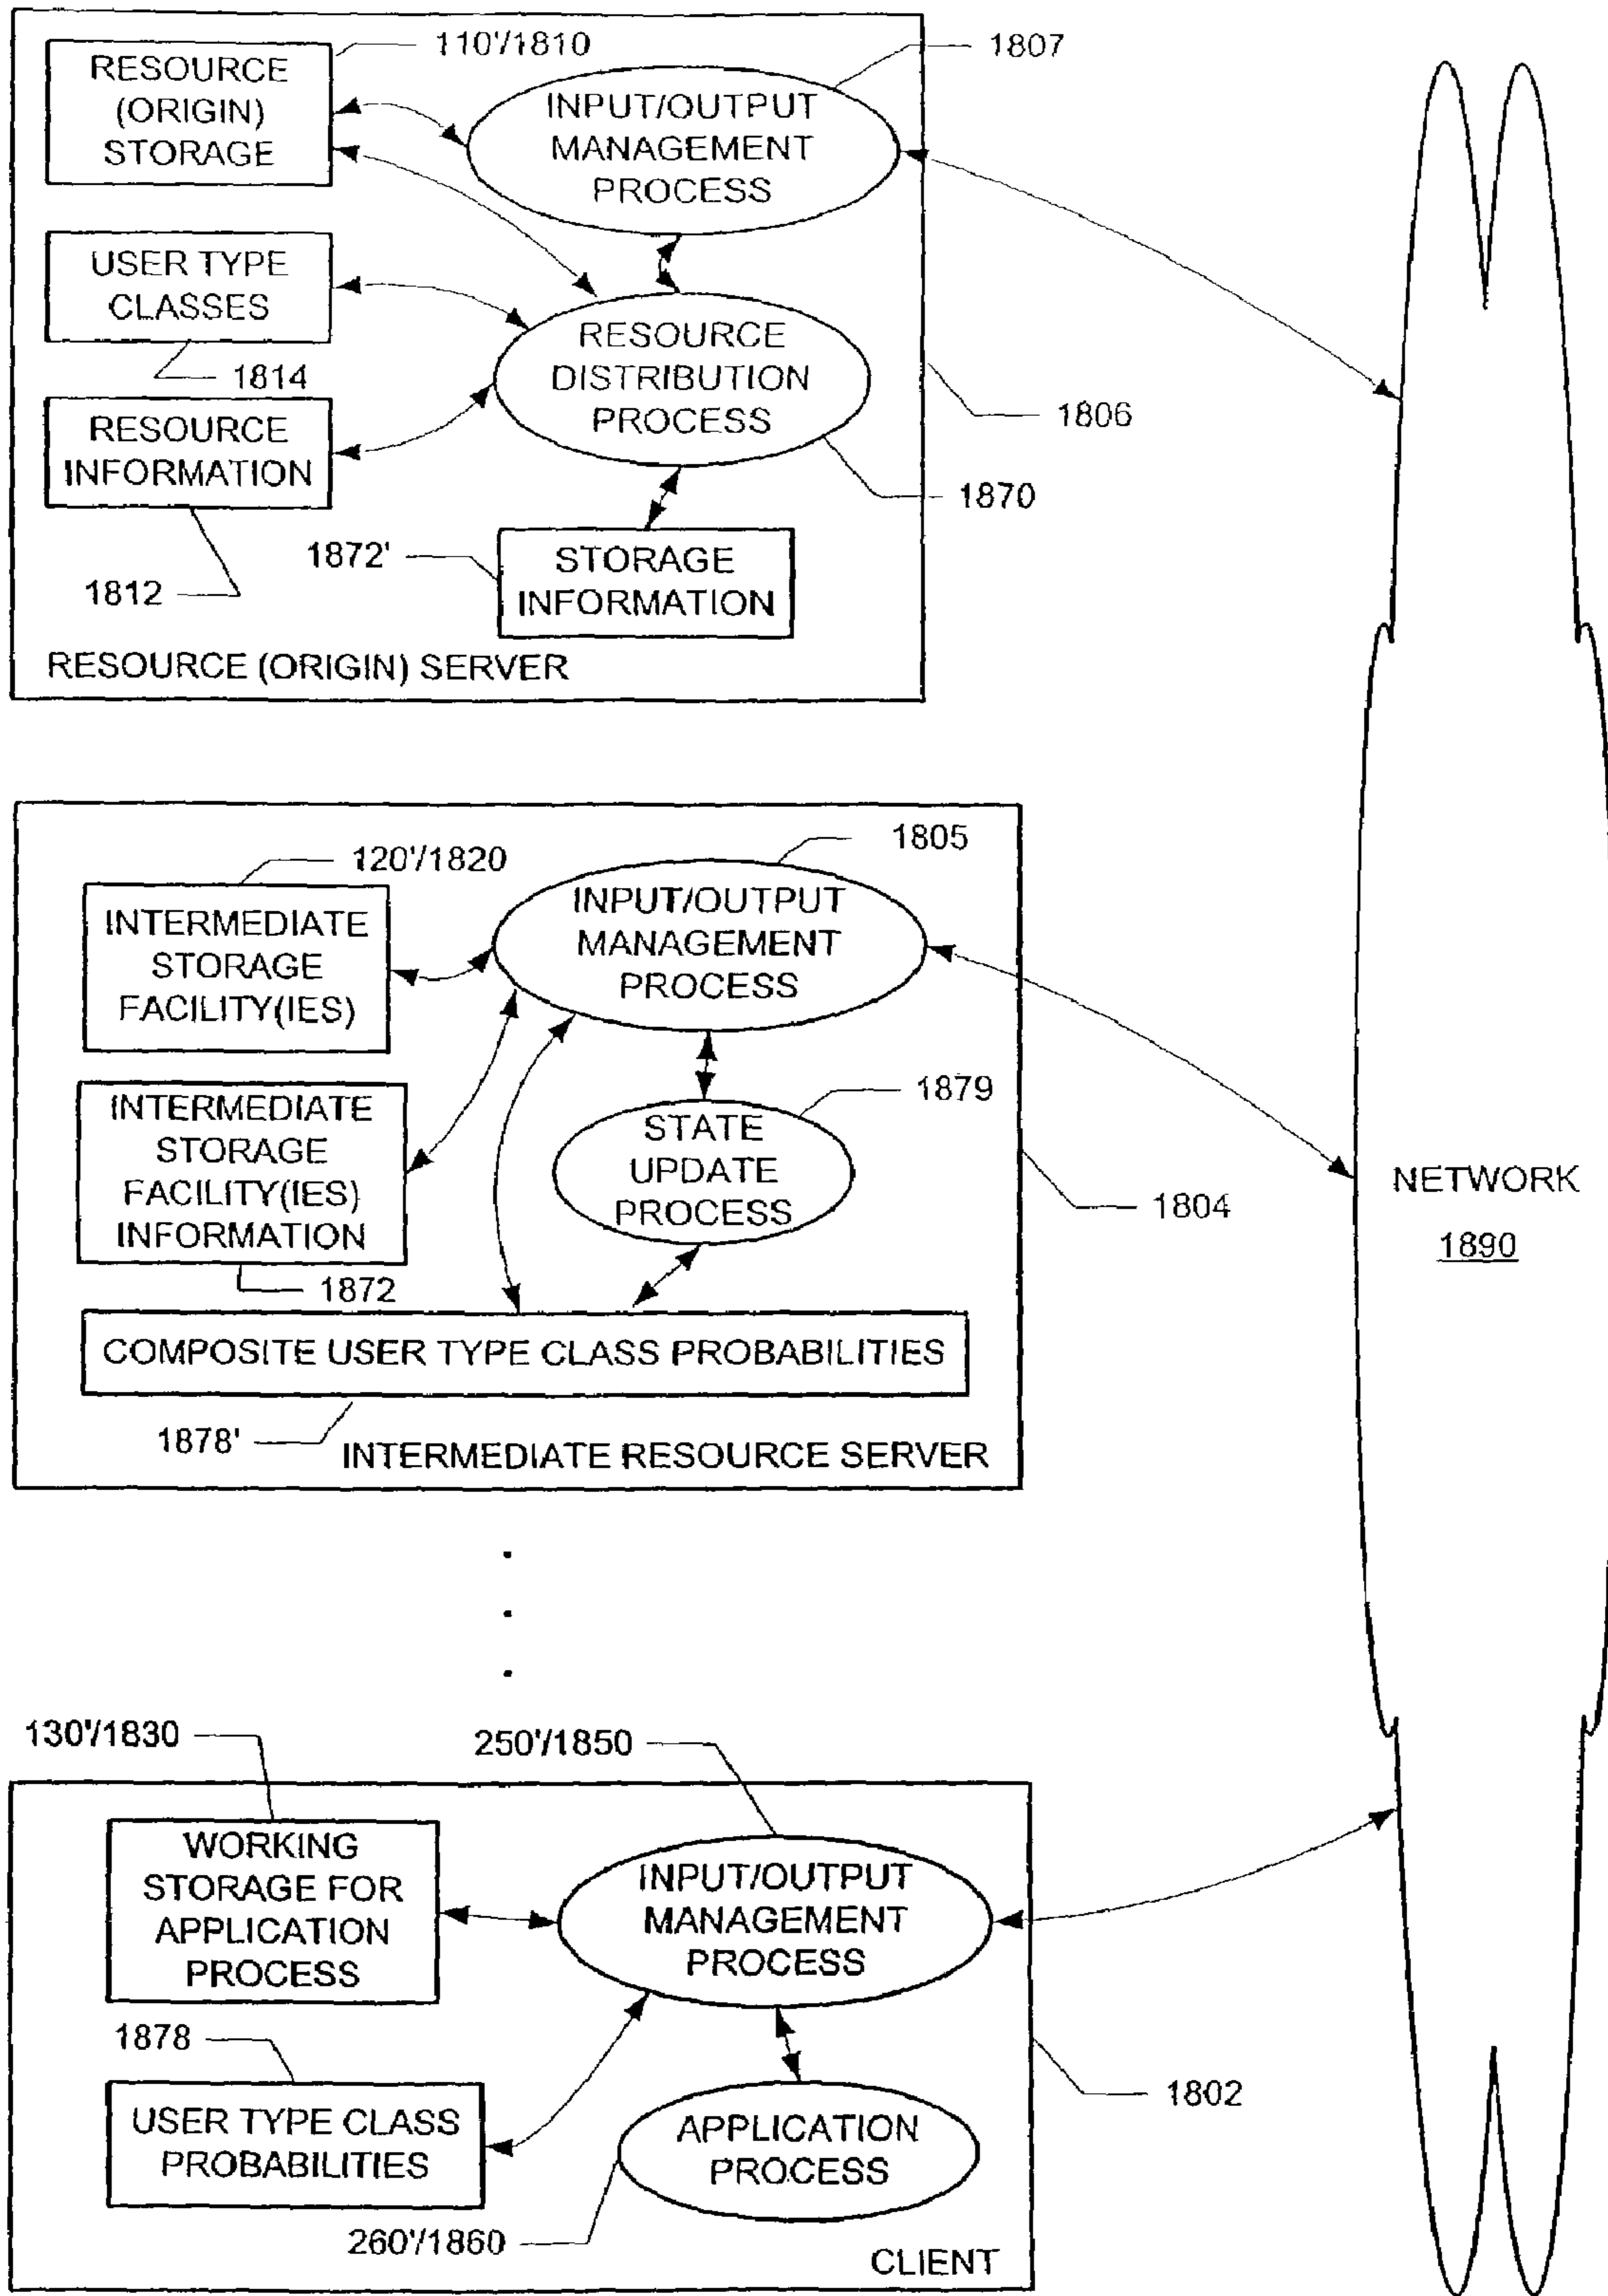 RESOURCE
(ORIGIN)
STORAGE
110'/1810
INPUT/OUTPUT
MANAGEMENT
PROCESS
1807
USER TYPE
CLASSES
1814
RESOURCE
DISTRIBUTION
PROCESS
1806
RESOURCE
INFORMATION
1812
1870
1872'
STORAGE
INFORMATION
RESOURCE (ORIGIN) SERVER
120'/1820
1805
INTERMEDIATE
STORAGE
FACILITY(IES)
INPUT/OUTPUT
MANAGEMENT
PROCESS
INTERMEDIATE
STORAGE
FACILITY(IES)
INFORMATION
1872
STATE
UPDATE
PROCESS
1879
1804
NETWORK
1890
COMPOSITE USER TYPE CLASS PROBABILITIES
1878'
INTERMEDIATE RESOURCE SERVER
130'/1830
250'/1850
WORKING
STORAGE FOR
APPLICATION
PROCESS
INPUT/OUTPUT
MANAGEMENT
PROCESS
1878
USER TYPE CLASS
PROBABILITIES
APPLICATION
PROCESS
1802
260'/1860
CLIENT